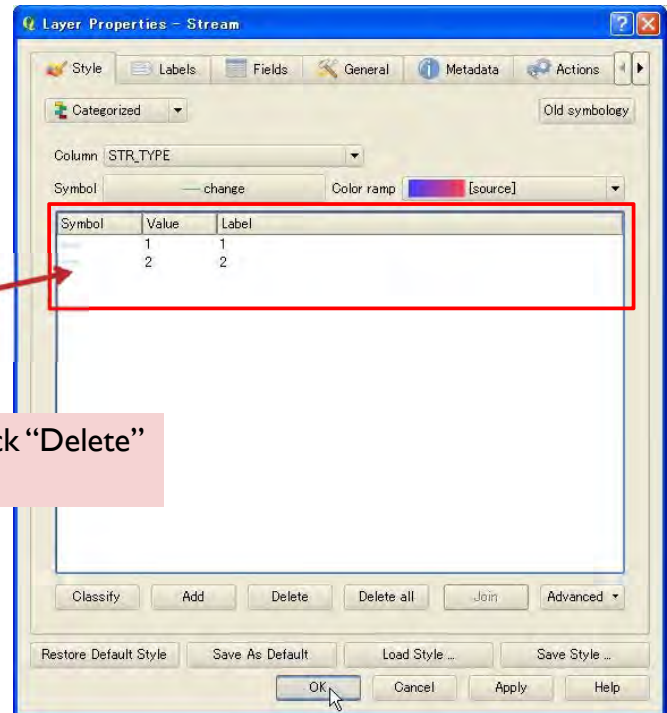 Layer Properties - Stream
Style Labels Fields General Metadata Actions
Categorized Old symbology
Column STR_TYPE
Symbol change Color ramp [source]
Symbol Value Label
1 1
2 2
“Delete”
Classify Add Delete Delete all Join Advanced
Restore Default Style Save As Default Load Style ... Save Style ...
OK Cancel Apply Help